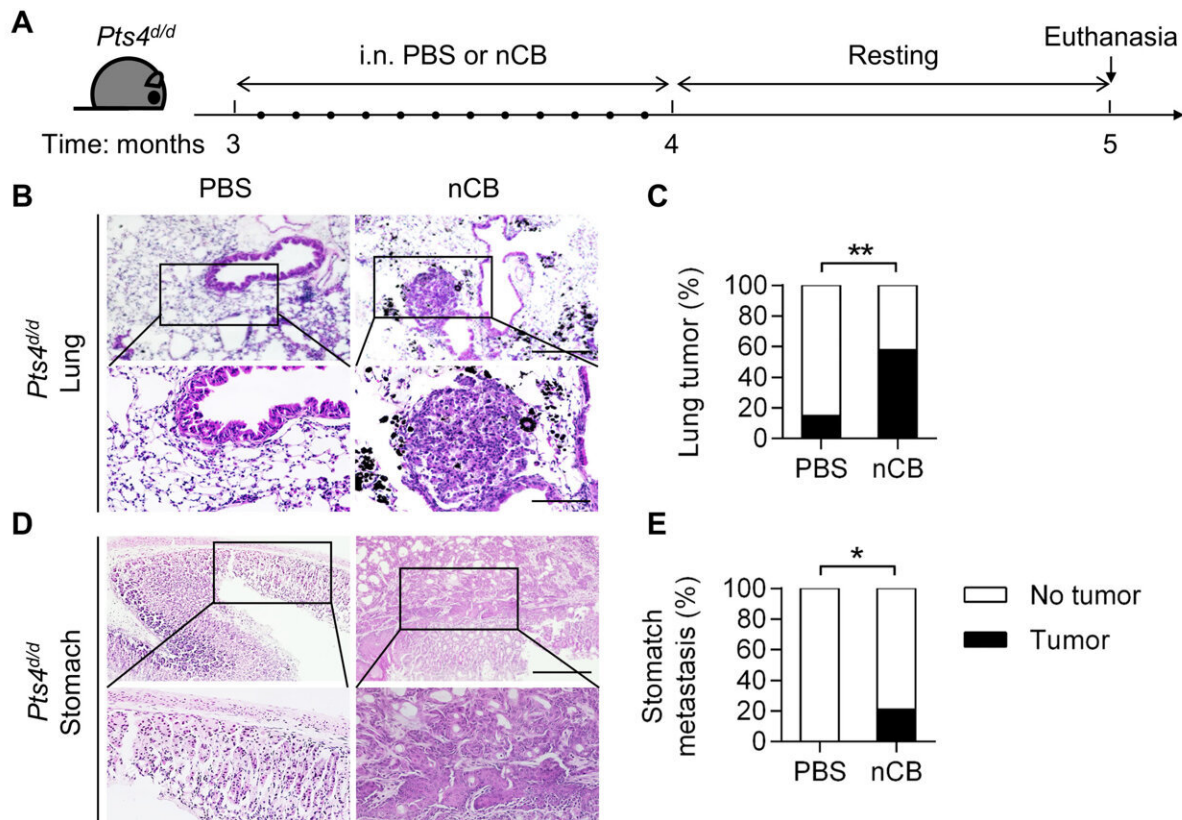 A
Pts4d/d
i.n. PBS or nCB
Resting
Euthanasia
Time: months 3
4
5
PBS
nCB
B
Pts4d/d
Lung
C
**
Lung tumor (%)
100
80
60
40
20
0
PBS
nCB
D
Pts4d/d
Stomach
E
*
Stomatch
metastasis (%)
100
80
60
40
20
0
PBS
nCB
No tumor
Tumor